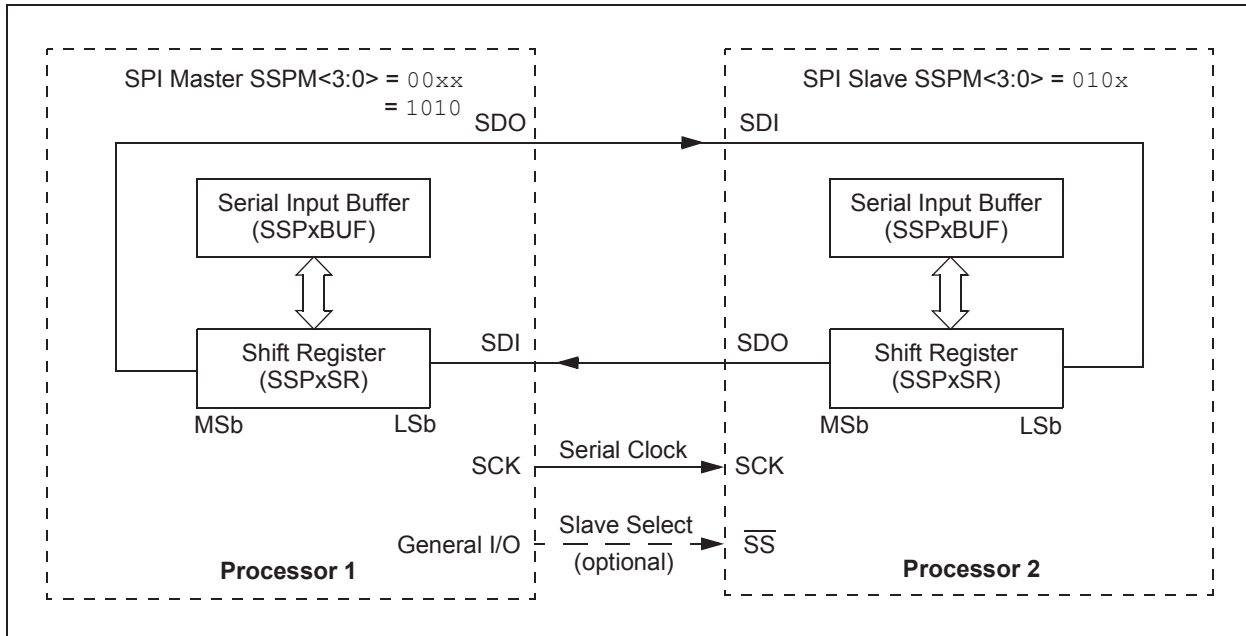 SPI Master SSPM<3:0> = 00xx
= 1010
SDO
Serial Input Buffer
(SSPxBUF)
Shift Register
(SSPxSR)
MSb
LSb
SDI
SCK
General I/O
Processor 1
Serial Clock
Slave Select
(optional)
SPI Slave SSPM<3:0> = 010x
SDI
Serial Input Buffer
(SSPxBUF)
SDO
Shift Register
(SSPxSR)
MSb
LSb
SCK
S̅S̅
Processor 2